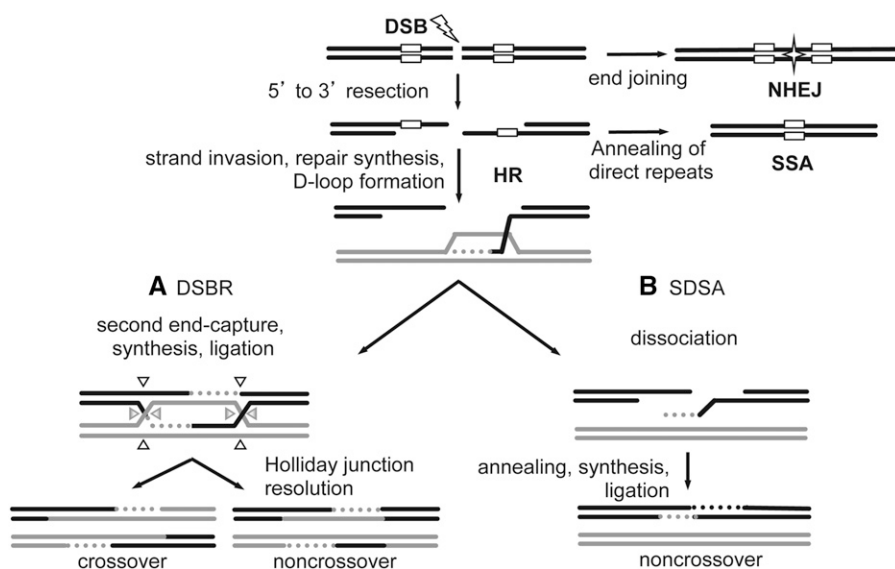 DSB
end joining
NHEJ
5' to 3' resection
strand invasion, repair synthesis,
D-loop formation
HR
Annealing of
direct repeats
SSA
A DSBR
second end-capture,
synthesis, ligation
B SDSA
dissociation
Holliday junction
resolution
annealing, synthesis,
ligation
crossover
noncrossover
noncrossover